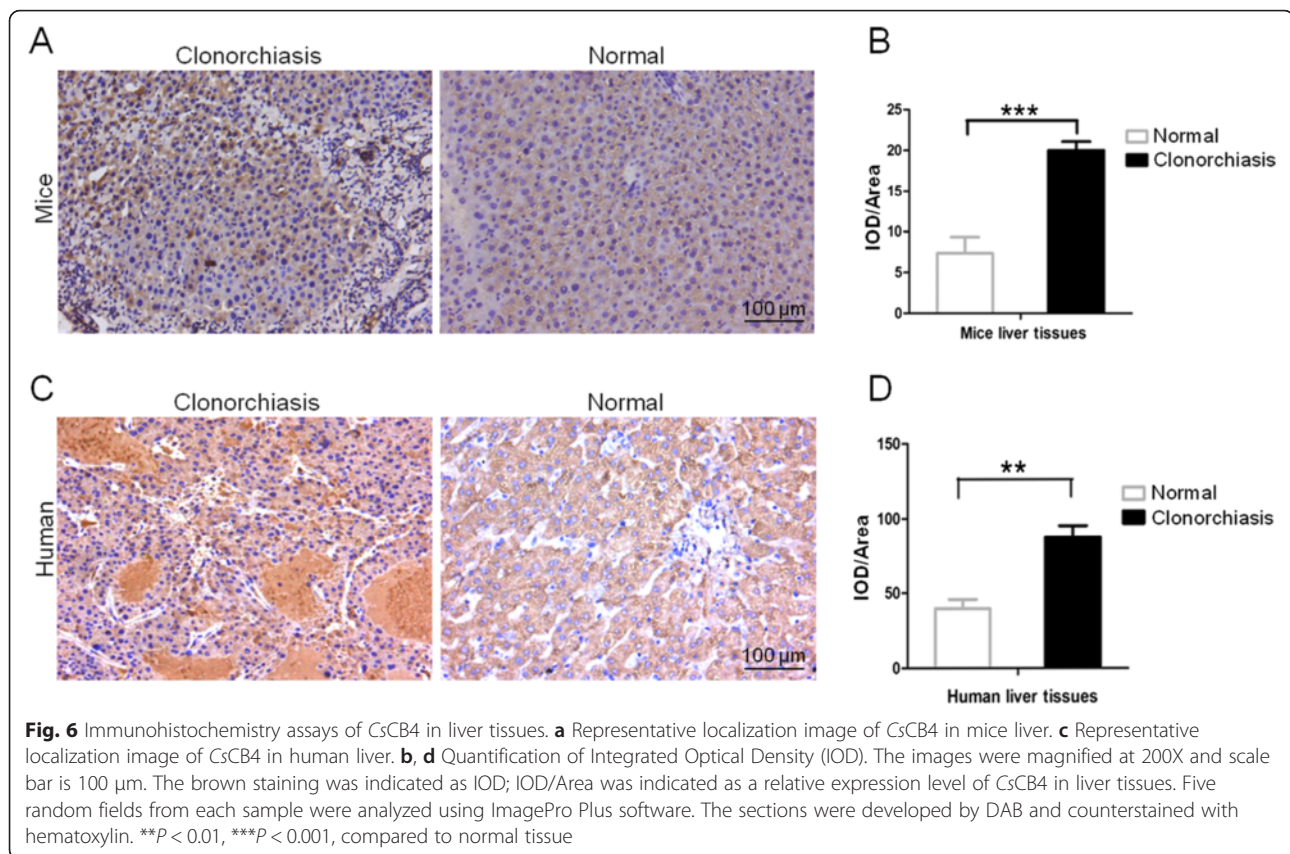 A
Clonorchiasis
Normal
Mice
100 µm
B
***
Normal
Clonorchiasis
IOD/Area
25
20
15
10
5
0
Mice liver tissues
C
Clonorchiasis
Normal
Human
100 µm
D
**
Normal
Clonorchiasis
IOD/Area
150
100
50
0
Human liver tissues
Fig. 6 Immunohistochemistry assays of CsCB4 in liver tissues. a Representative localization image of CsCB4 in mice liver. c Representative
localization image of CsCB4 in human liver. b, d Quantification of Integrated Optical Density (IOD). The images were magnified at 200X and scale
bar is 100 µm. The brown staining was indicated as IOD; IOD/Area was indicated as a relative expression level of CsCB4 in liver tissues. Five
random fields from each sample were analyzed using ImagePro Plus software. The sections were developed by DAB and counterstained with
hematoxylin. **P < 0.01, ***P < 0.001, compared to normal tissue